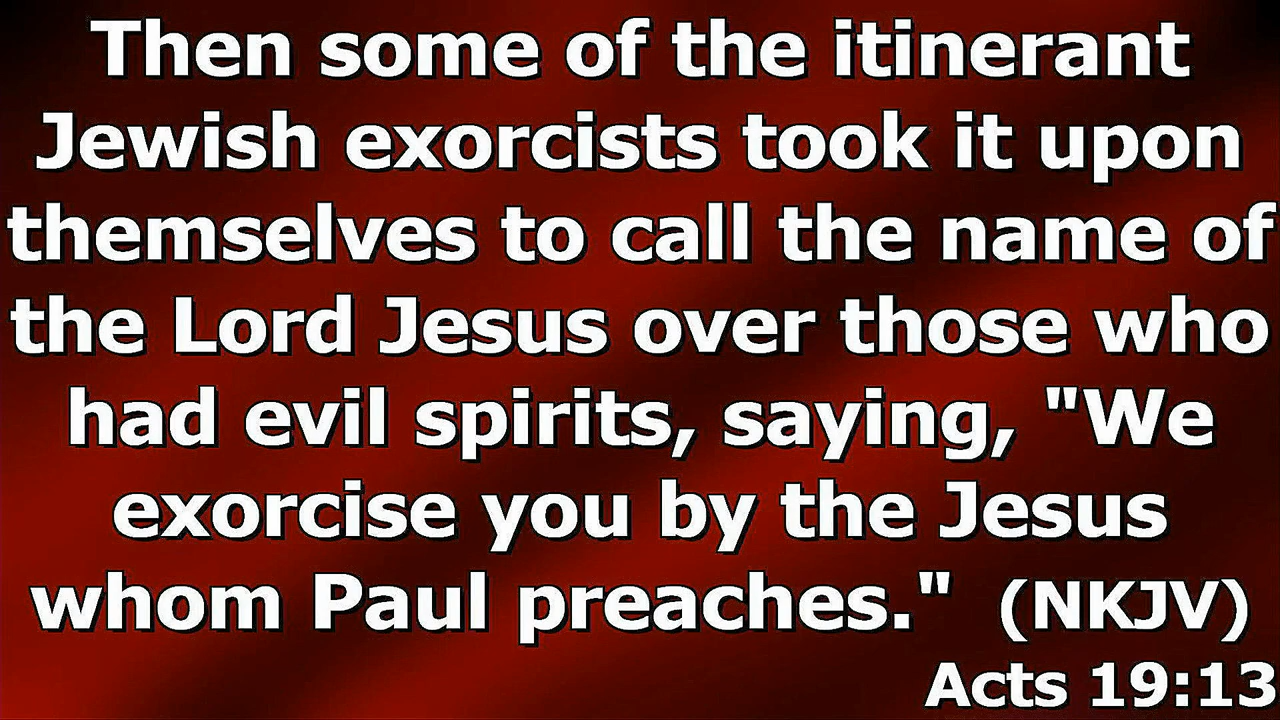 Then some of the itinerant
Jewish exorcists took it upon
themselves to call the name of
the Lord Jesus over those who
had evil spirits, saying, "We
exorcise you by the Jesus
whom Paul preaches." (NKJV)
Acts 19:13